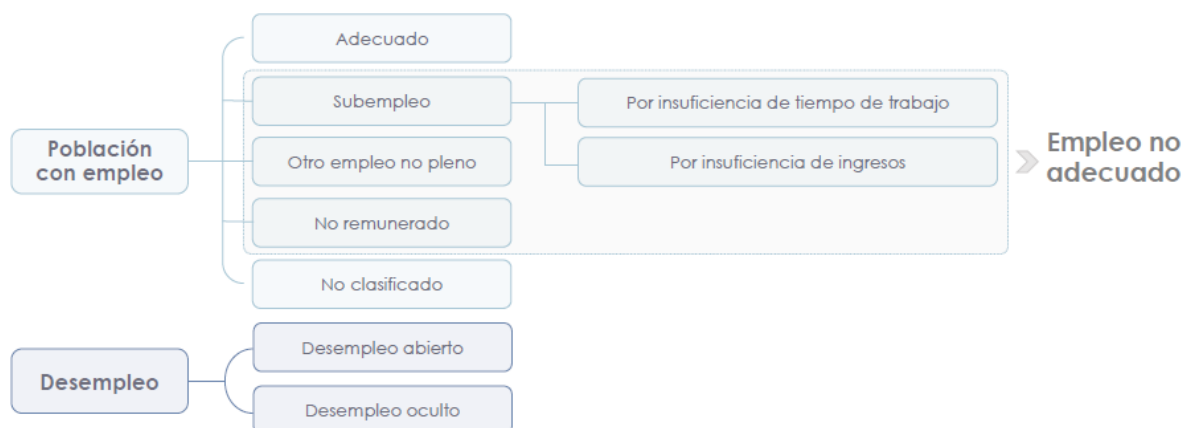 Adecuado
Subempleo
Por insuficiencia de tiempo de trabajo
Población
con empleo
Otro empleo no pleno
Por insuficiencia de ingresos
Empleo no
adecuado
No remunerado
No clasificado
Desempleo abierto
Desempleo
Desempleo oculto